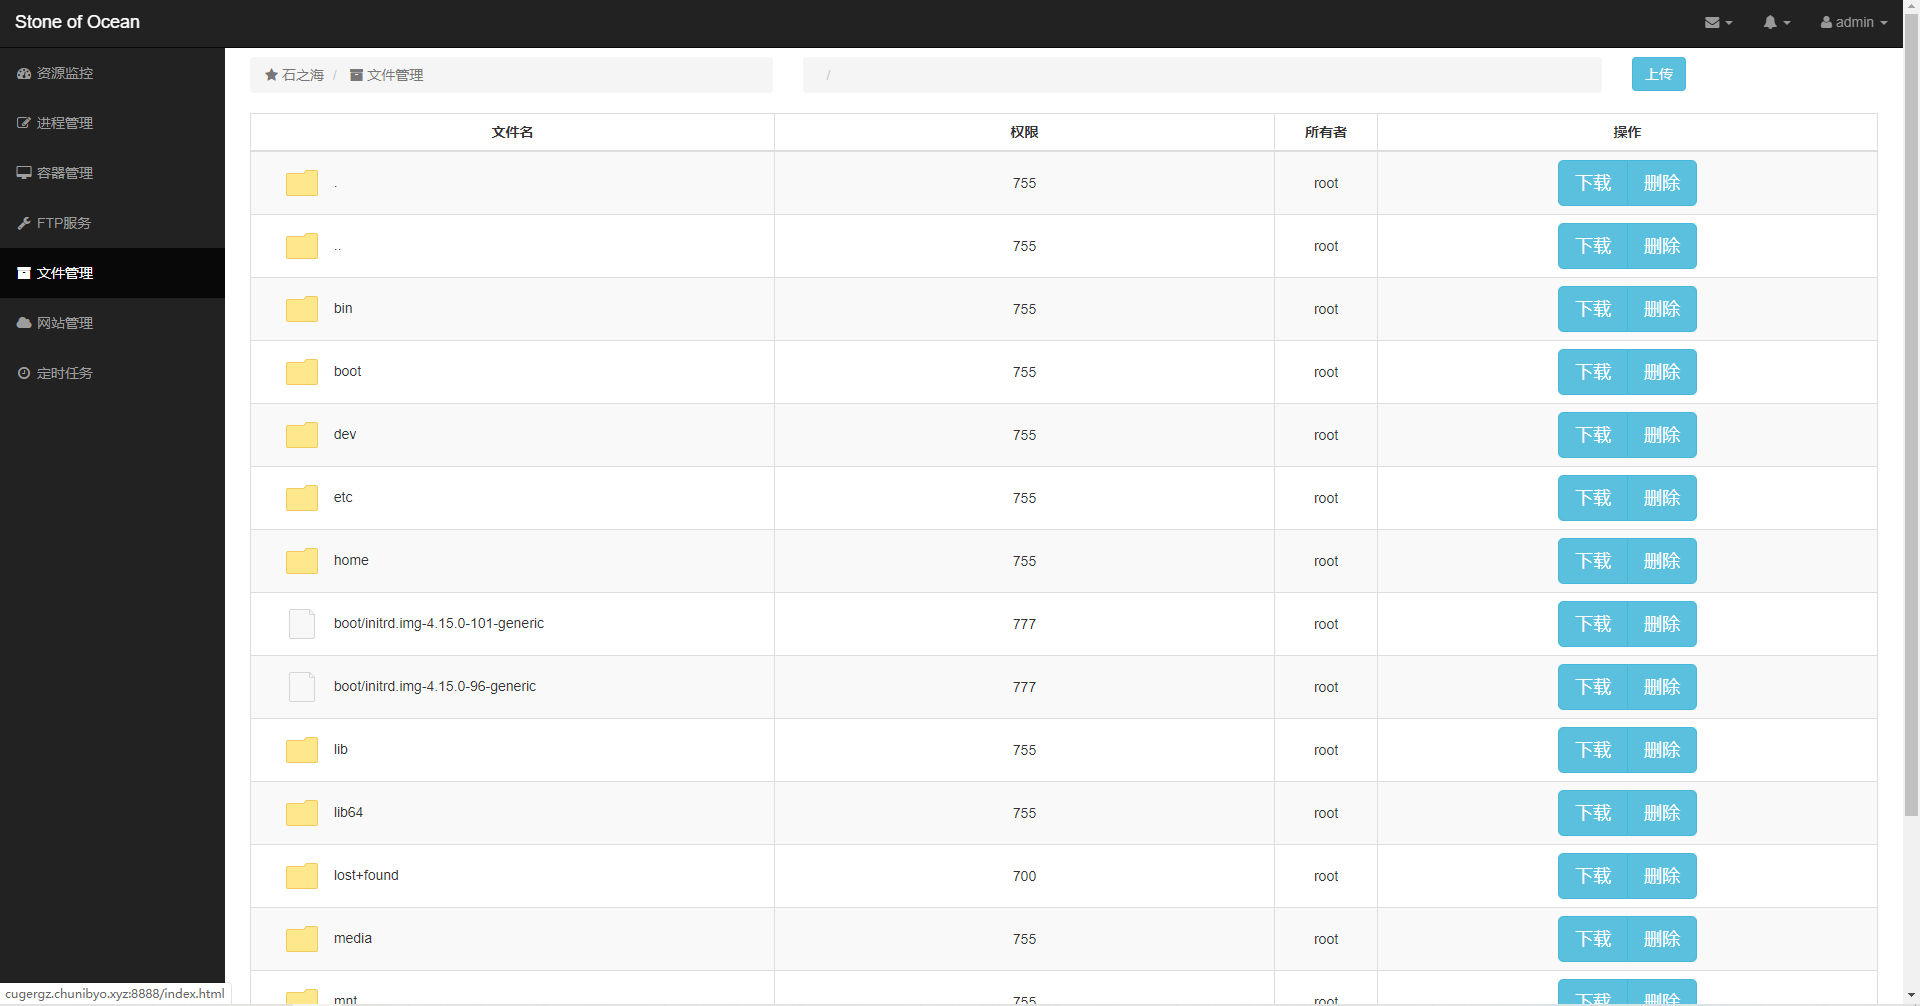 Stone of Ocean
admin
资源监控
进程管理
容器管理
FTP服务
文件管理
网站管理
定时任务
石之海 / 文件管理
/
上传
文件名 权限 所有者 操作
. 755 root 下载 删除
.. 755 root 下载 删除
bin 755 root 下载 删除
boot 755 root 下载 删除
dev 755 root 下载 删除
etc 755 root 下载 删除
home 755 root 下载 删除
boot/initrd.img-4.15.0-101-generic 777 root 下载 删除
boot/initrd.img-4.15.0-96-generic 777 root 下载 删除
lib 755 root 下载 删除
lib64 755 root 下载 删除
lost+found 700 root 下载 删除
media 755 root 下载 删除
mnt 755 root 下载 删除
cugergz.chunibyo.xyz:8888/index.html